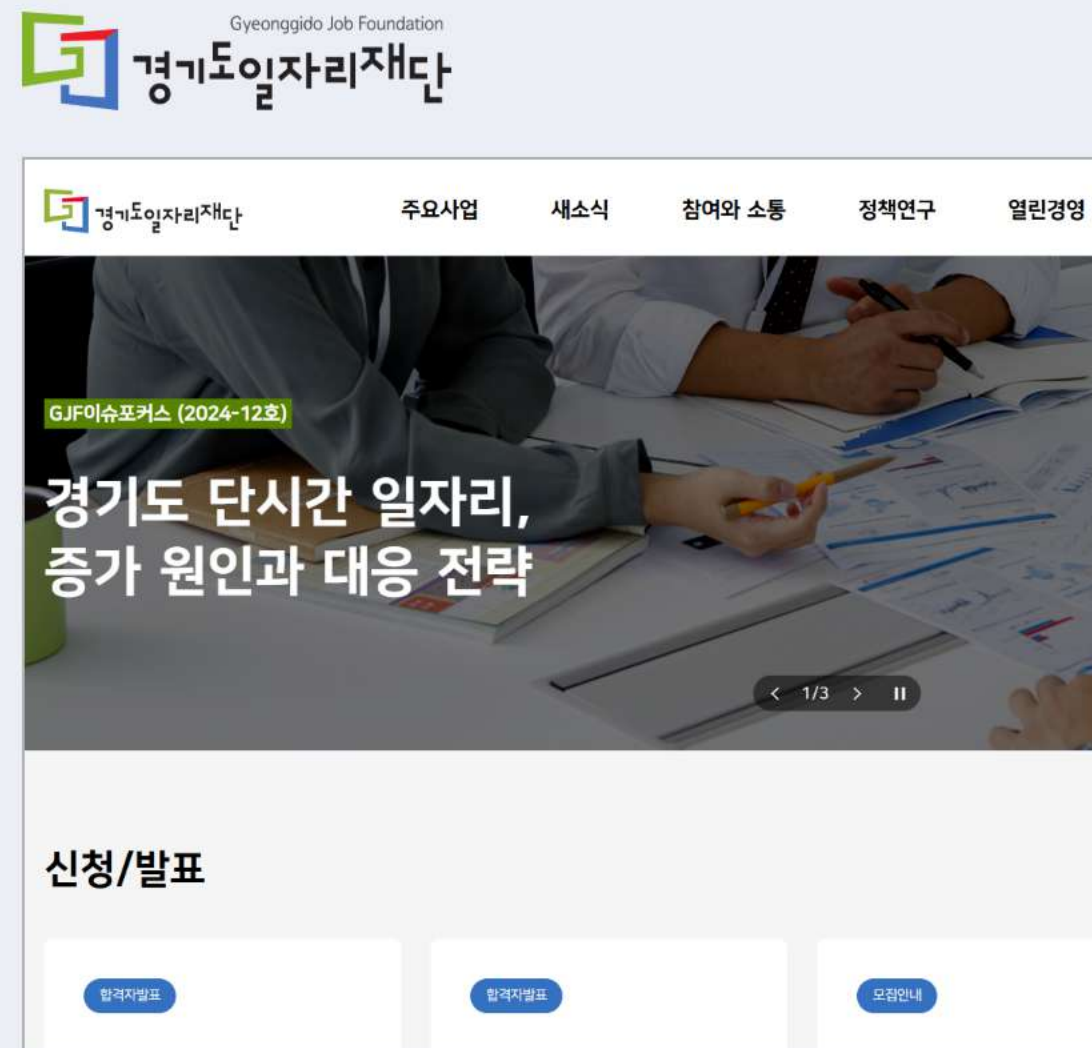 Gyeonggido Job Foundation
경기도일자리재단
경기도일자리재단
주요사업 새소식 참여와 소통 정책연구 열린경영
GJF이슈포커스 (2024-12호)
경기도 단시간 일자리,
증가 원인과 대응 전략
< 1/3 >
신청/발표
합격자발표 합격자발표 모집안내